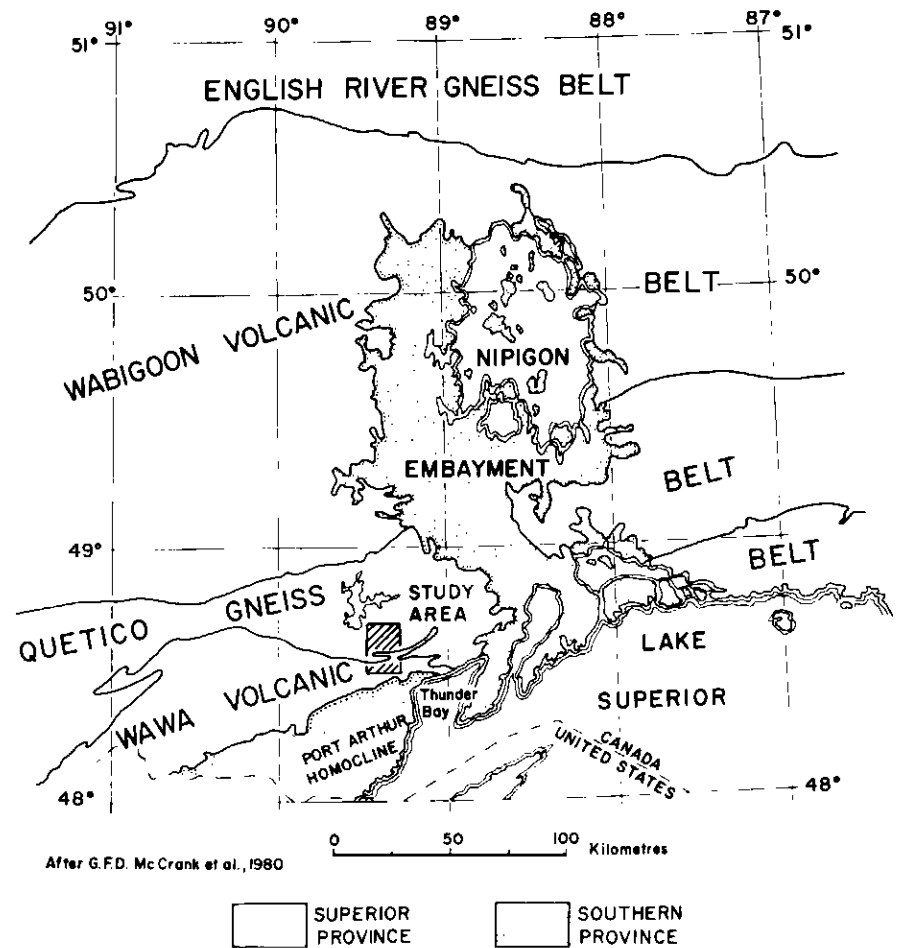 91° 90° 89° 88° 87°
51° 51°
ENGLISH RIVER GNEISS BELT
50° BELT 50°
WABIGOON VOLCANIC
NIPIGON
EMBAYMENT
BELT
49°
BELT
QUETICO GNEISS
STUDY
AREA
WAWA VOLCANIC
LAKE
SUPERIOR
Thunder
Bay
PORT ARTHUR
HOMOCLINE
CANADA
UNITED STATES
48° 48°
0 50 100 Kilometres
After G.F.D. McCrank et al., 1980
SUPERIOR
PROVINCE
SOUTHERN
PROVINCE